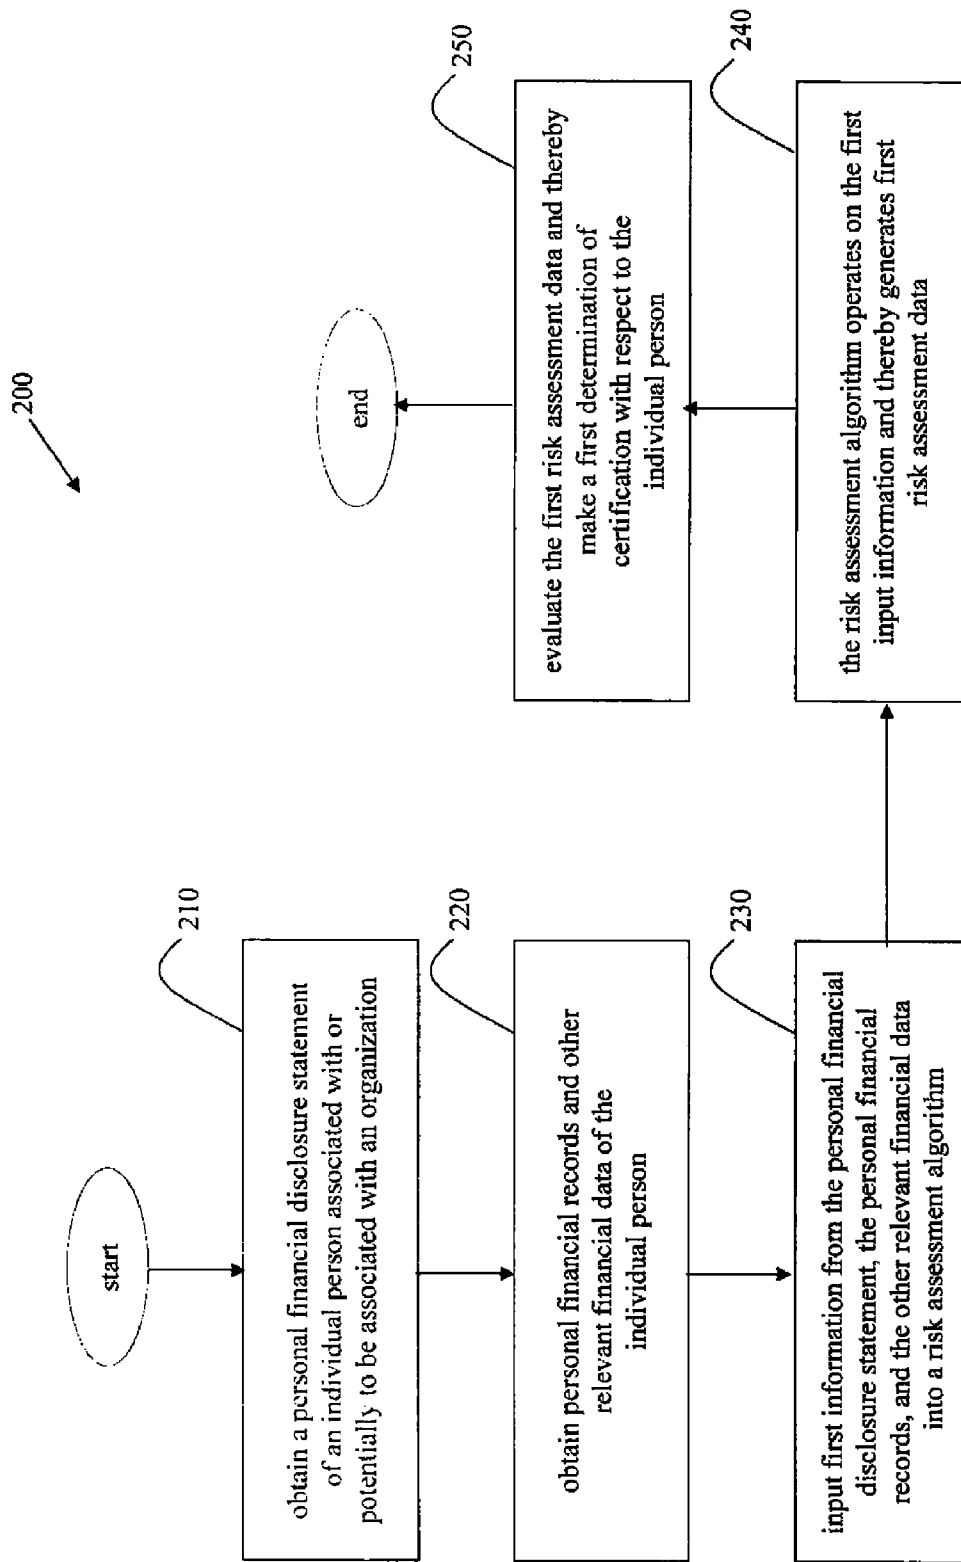 200
start
210
obtain a personal financial disclosure statement
of an individual person associated with or
potentially to be associated with an organization
220
obtain personal financial records and other
relevant financial data of the
individual person
230
input first information from the personal financial
disclosure statement, the personal financial
records, and the other relevant financial data
into a risk assessment algorithm
240
the risk assessment algorithm operates on the first
input information and thereby generates first
risk assessment data
250
evaluate the first risk assessment data and thereby
make a first determination of
certification with respect to the
individual person
end